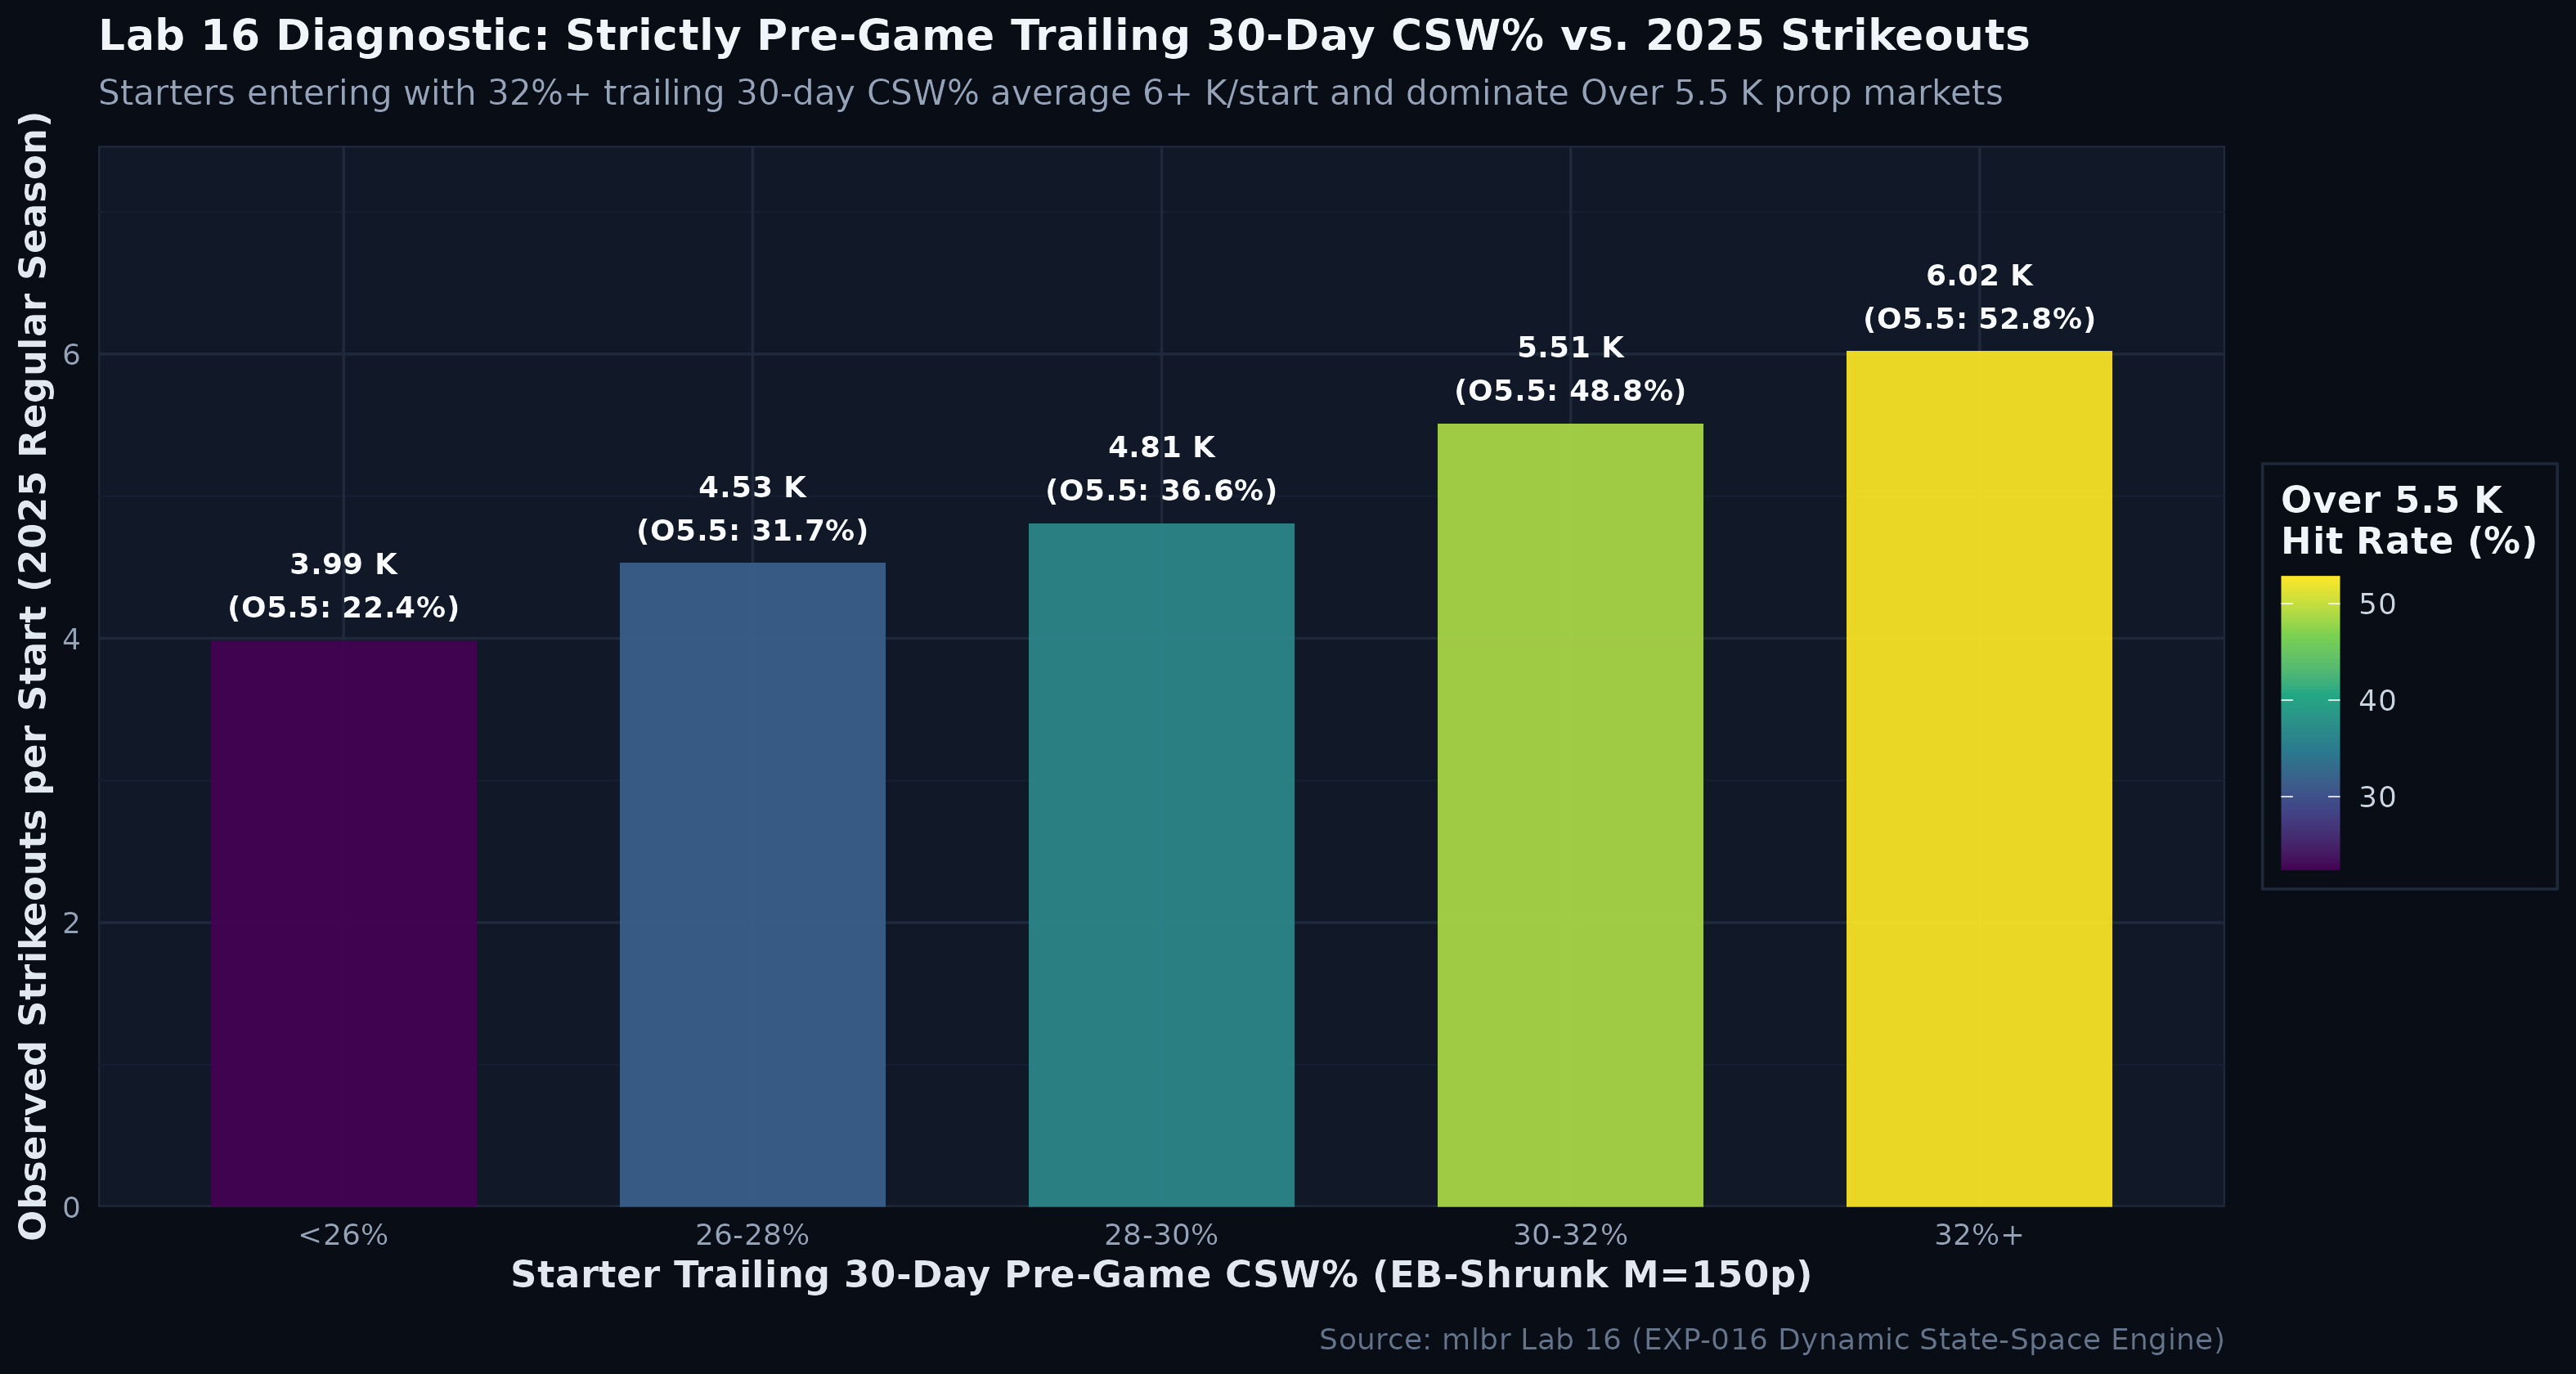 Lab 16 Diagnostic: Strictly Pre-Game Trailing 30-Day CSW% vs. 2025 Strikeouts
Starters entering with 32%+ trailing 30-day CSW% average 6+ K/start and dominate Over 5.5 K prop markets
Observed Strikeouts per Start (2025 Regular Season)
6
4
2
0
3.99 K
(O5.5: 22.4%)
4.53 K
(O5.5: 31.7%)
4.81 K
(O5.5: 36.6%)
5.51 K
(O5.5: 48.8%)
6.02 K
(O5.5: 52.8%)
<26%
26-28%
28-30%
30-32%
32%+
Starter Trailing 30-Day Pre-Game CSW% (EB-Shrunk M=150p)
Over 5.5 K
Hit Rate (%)
50
40
30
Source: mlbr Lab 16 (EXP-016 Dynamic State-Space Engine)